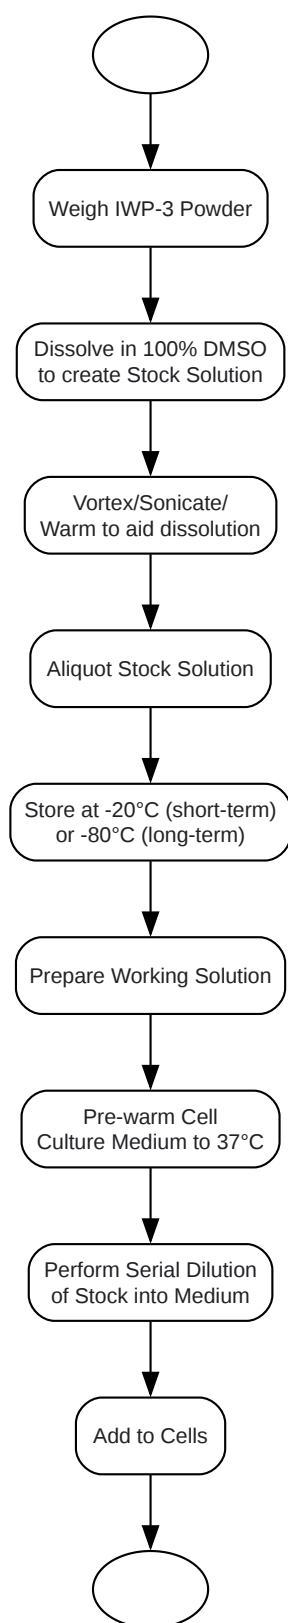 Weigh IWP-3 Powder
Dissolve in 100% DMSO
to create Stock Solution
Vortex/Sonicate/
Warm to aid dissolution
Aliquot Stock Solution
Store at -20°C (short-term)
or -80°C (long-term)
Prepare Working Solution
Pre-warm Cell
Culture Medium to 37°C
Perform Serial Dilution
of Stock into Medium
Add to Cells